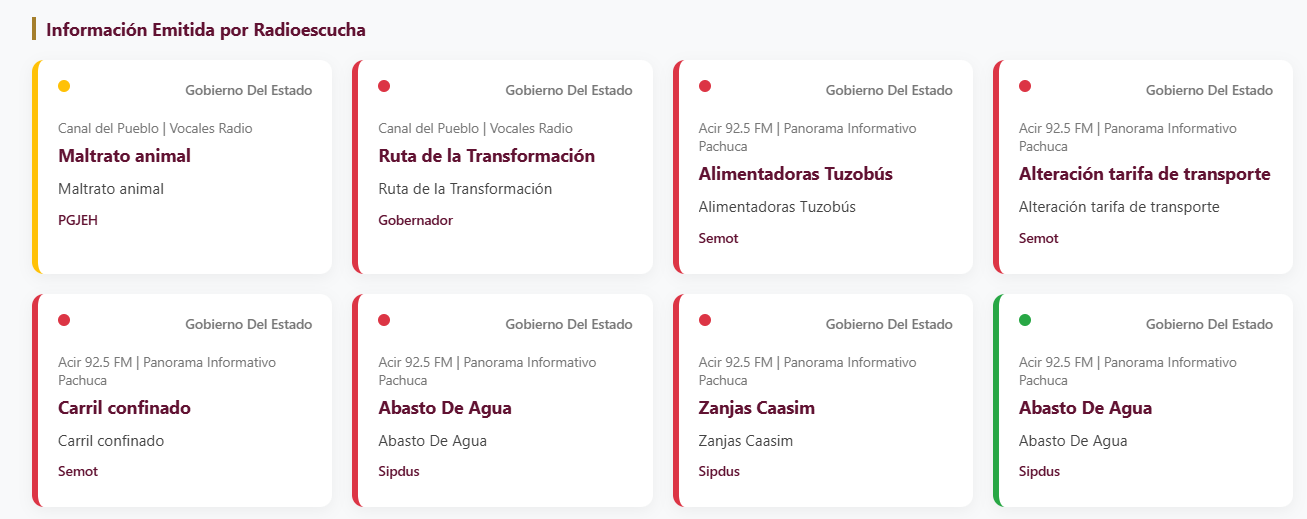 Información Emitida por Radioescucha
Gobierno Del Estado
Canal del Pueblo | Vocales Radio
Maltrato animal
Maltrato animal
PGJEH
Gobierno Del Estado
Canal del Pueblo | Vocales Radio
Ruta de la Transformación
Ruta de la Transformación
Gobernador
Gobierno Del Estado
Acir 92.5 FM | Panorama Informativo
Pachuca
Alimentadoras Tuzobús
Alimentadoras Tuzobús
Semot
Gobierno Del Estado
Acir 92.5 FM | Panorama Informativo
Pachuca
Alteración tarifa de transporte
Alteración tarifa de transporte
Semot
Gobierno Del Estado
Acir 92.5 FM | Panorama Informativo
Pachuca
Carril confinado
Carril confinado
Semot
Gobierno Del Estado
Acir 92.5 FM | Panorama Informativo
Pachuca
Abasto De Agua
Abasto De Agua
Sipdus
Gobierno Del Estado
Acir 92.5 FM | Panorama Informativo
Pachuca
Zanjas Caasim
Zanjas Caasim
Sipdus
Gobierno Del Estado
Acir 92.5 FM | Panorama Informativo
Pachuca
Abasto De Agua
Abasto De Agua
Sipdus